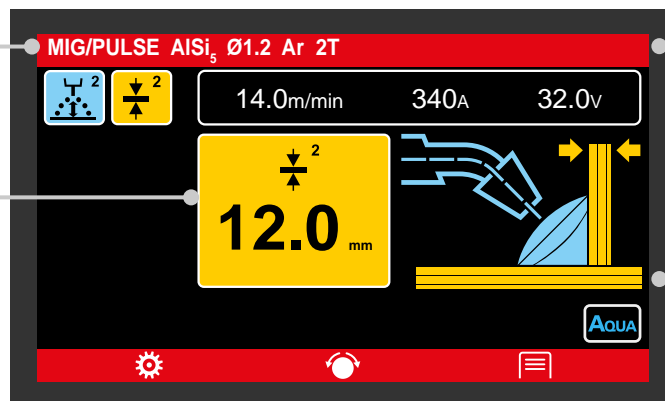 MIG/PULSE AlSi₅ Ø1.2 Ar 2T
2 2 14.0m/min 340A 32.0V
2
12.0 mm
AQUA